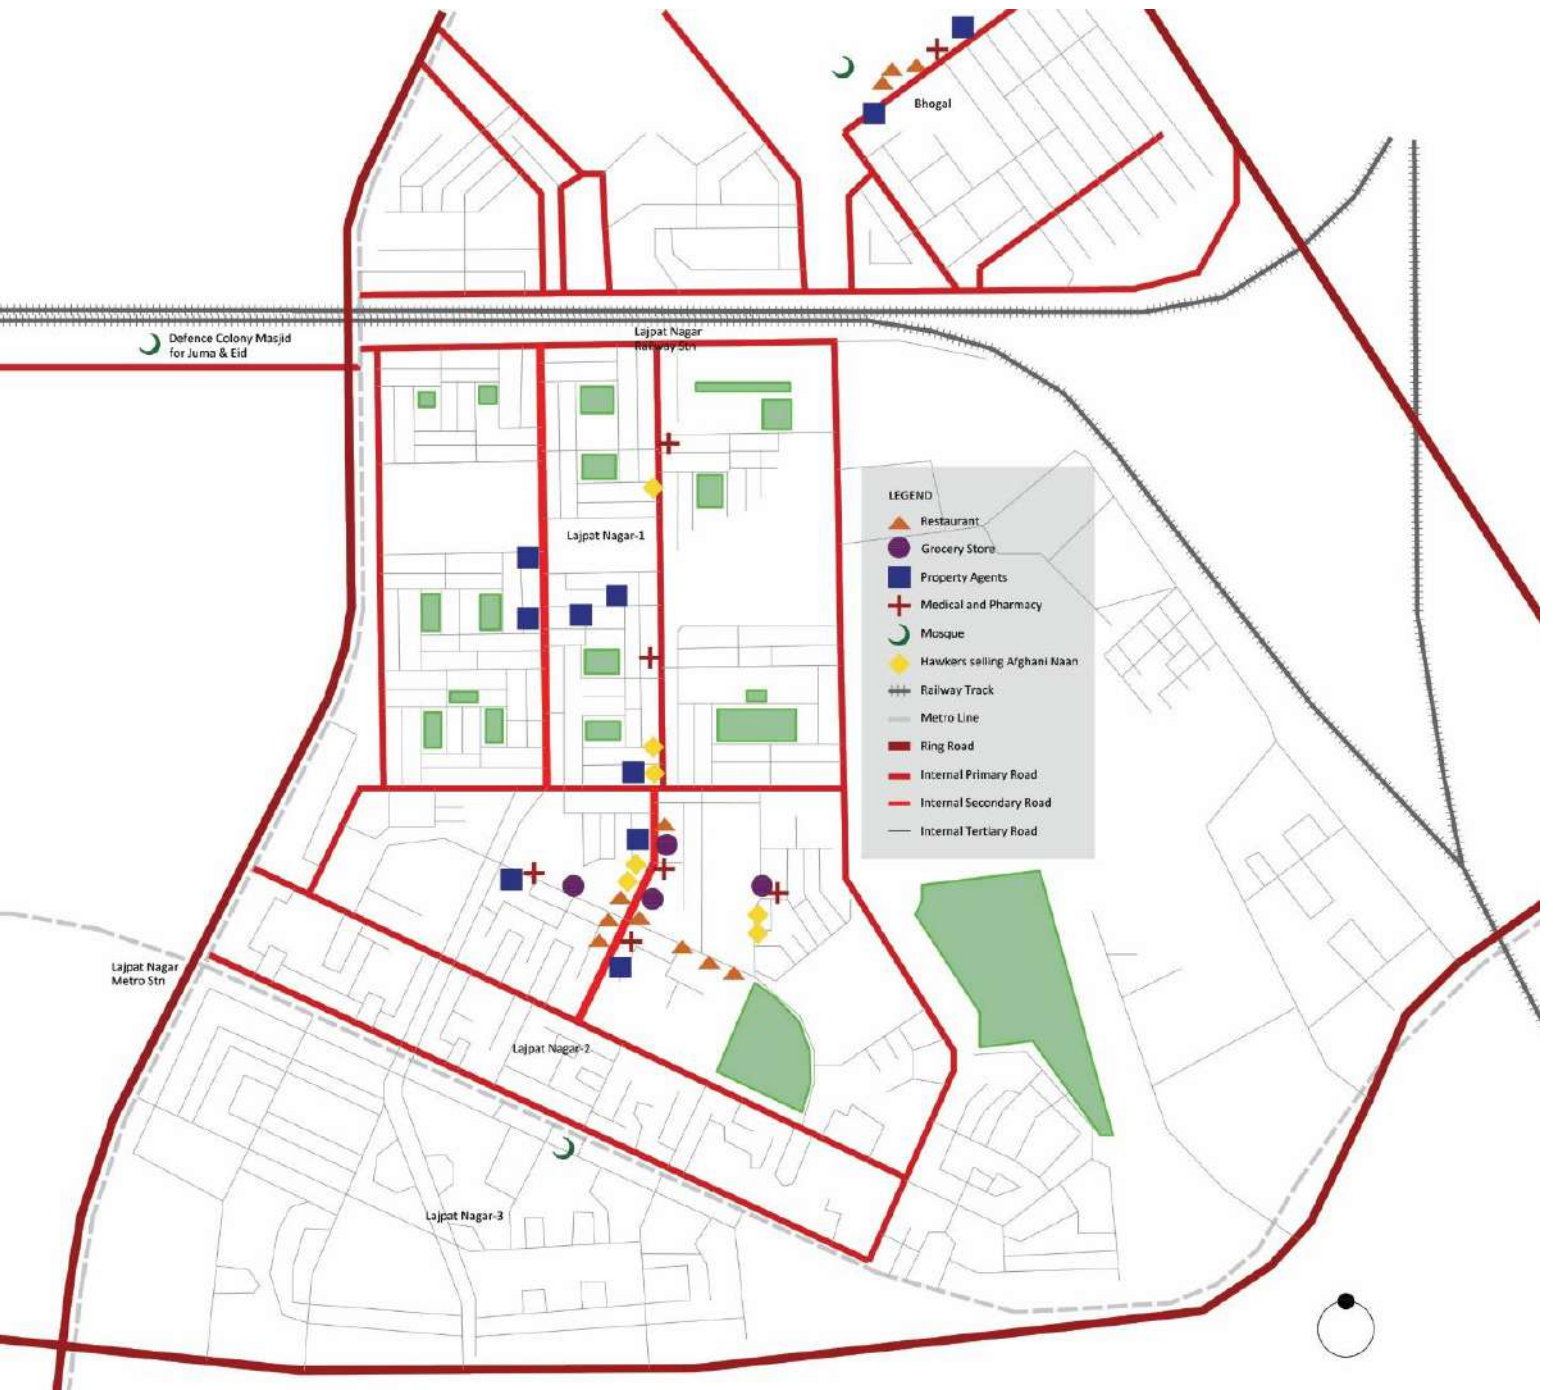 Bhogal
Lajpat Nagar
Railway Stn
Defence Colony Masjid
for Juma & Eid
Lajpat Nagar-1
LEGEND
Restaurant
Grocery Store
Property Agents
Medical and Pharmacy
Mosque
Hawkers selling Afghani Naan
Railway Track
Metro Line
Ring Road
Internal Primary Road
Internal Secondary Road
Internal Tertiary Road
Lajpat Nagar
Metro Stn
Lajpat Nagar-2
Lajpat Nagar-3